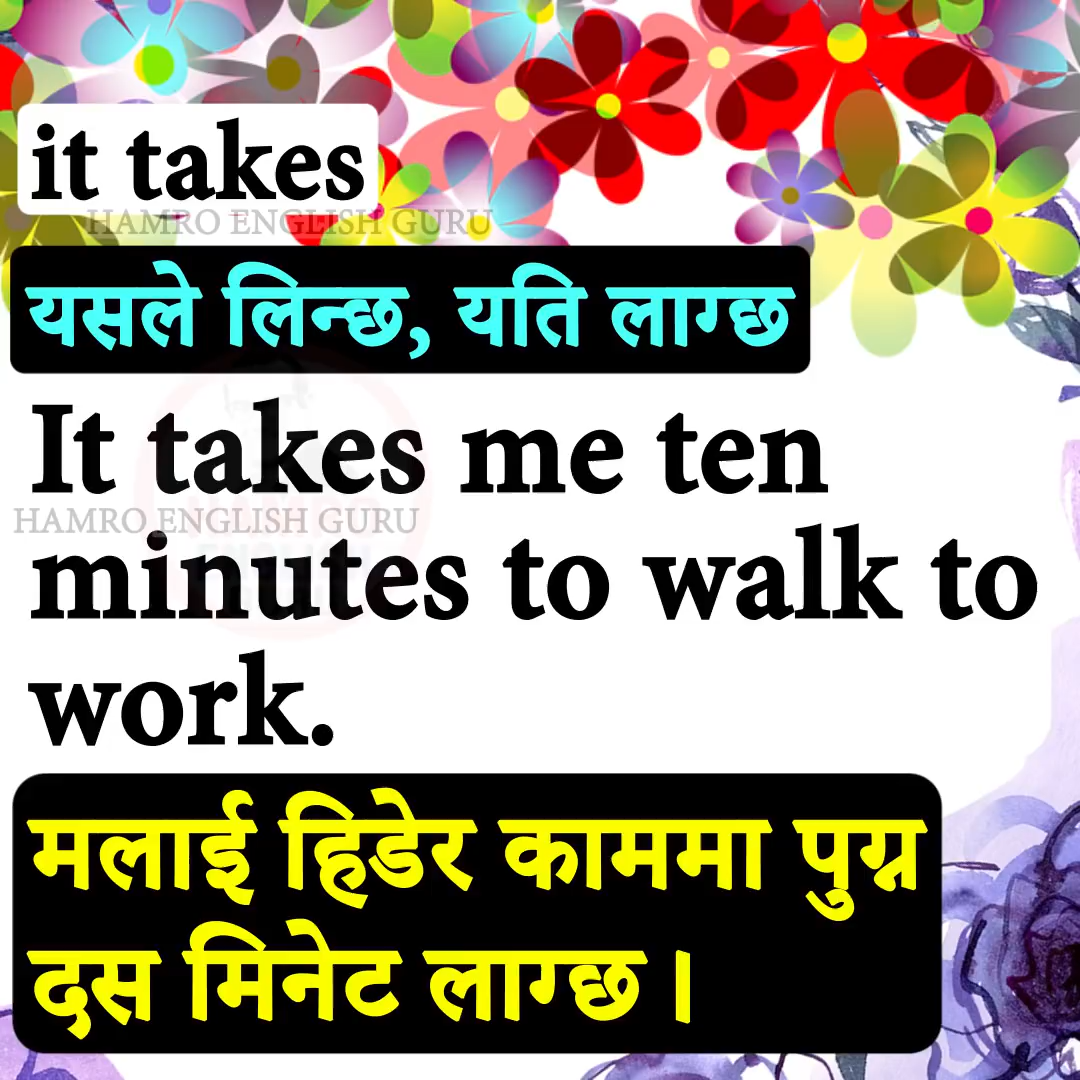 it takes
HAMRO ENGLISH GURU
यसले लिन्छ, यति लाग्छ
It takes me ten
HAMRO ENGLISH GURU
minutes to walk to
work.
मलाई हिडेर काममा पुग्न
दस मिनेट लाग्छ।